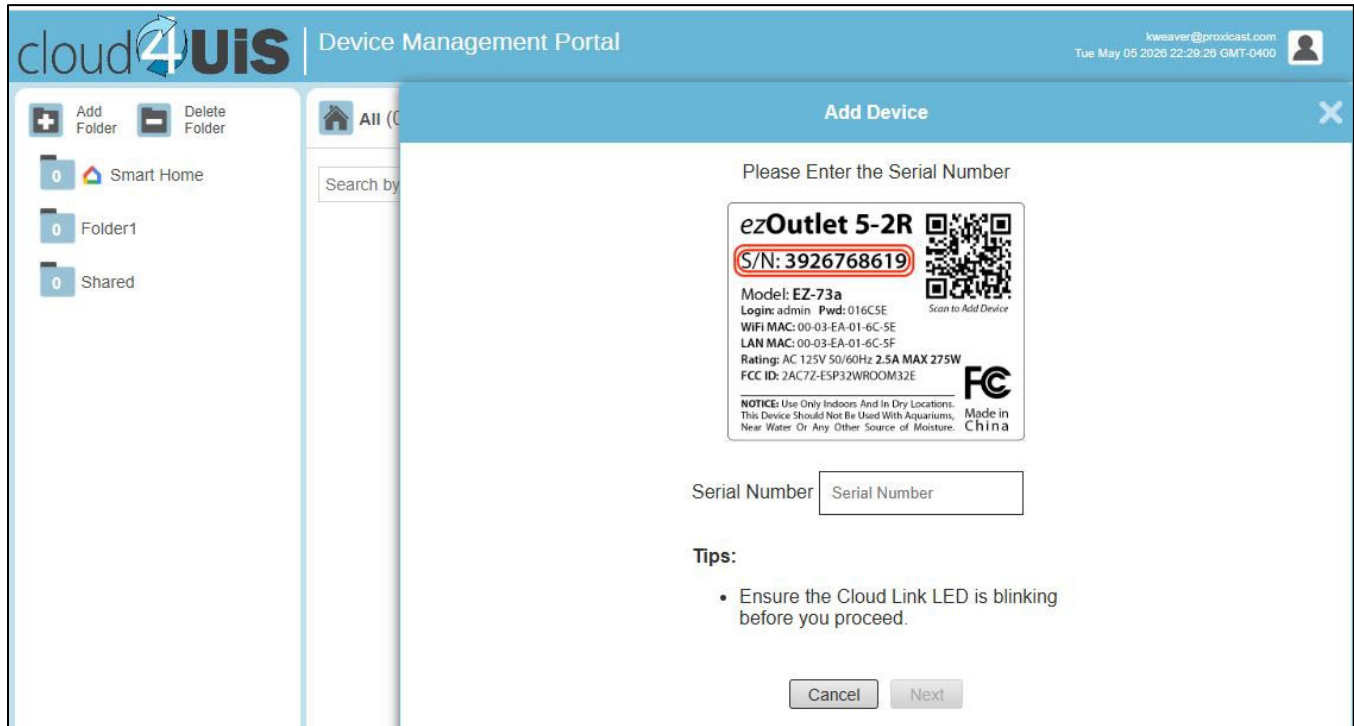 cloud4UiS Device Management Portal
kweaver@proxicast.com
Tue May 05 2026 22:29:26 GMT-0400
Add Folder
Delete Folder
0 Smart Home
0 Folder1
0 Shared
All (0
Search by
Add Device
Please Enter the Serial Number
ezOutlet 5-2R
S/N: 3926768619
Scan to Add Device
Model: EZ-73a
Login: admin Pwd: 016C5E
WiFi MAC: 00-03-EA-01-6C-5E
LAN MAC: 00-03-EA-01-6C-5F
Rating: AC 125V 50/60Hz 2.5A MAX 275W
FCC ID: 2AC7Z-ESP32WROOM32E
FC
NOTICE: Use Only Indoors And In Dry Locations.
This Device Should Not Be Used With Aquariums,
Near Water Or Any Other Source of Moisture.
Made in
China
Serial Number Serial Number
Tips:
• Ensure the Cloud Link LED is blinking
before you proceed.
Cancel Next